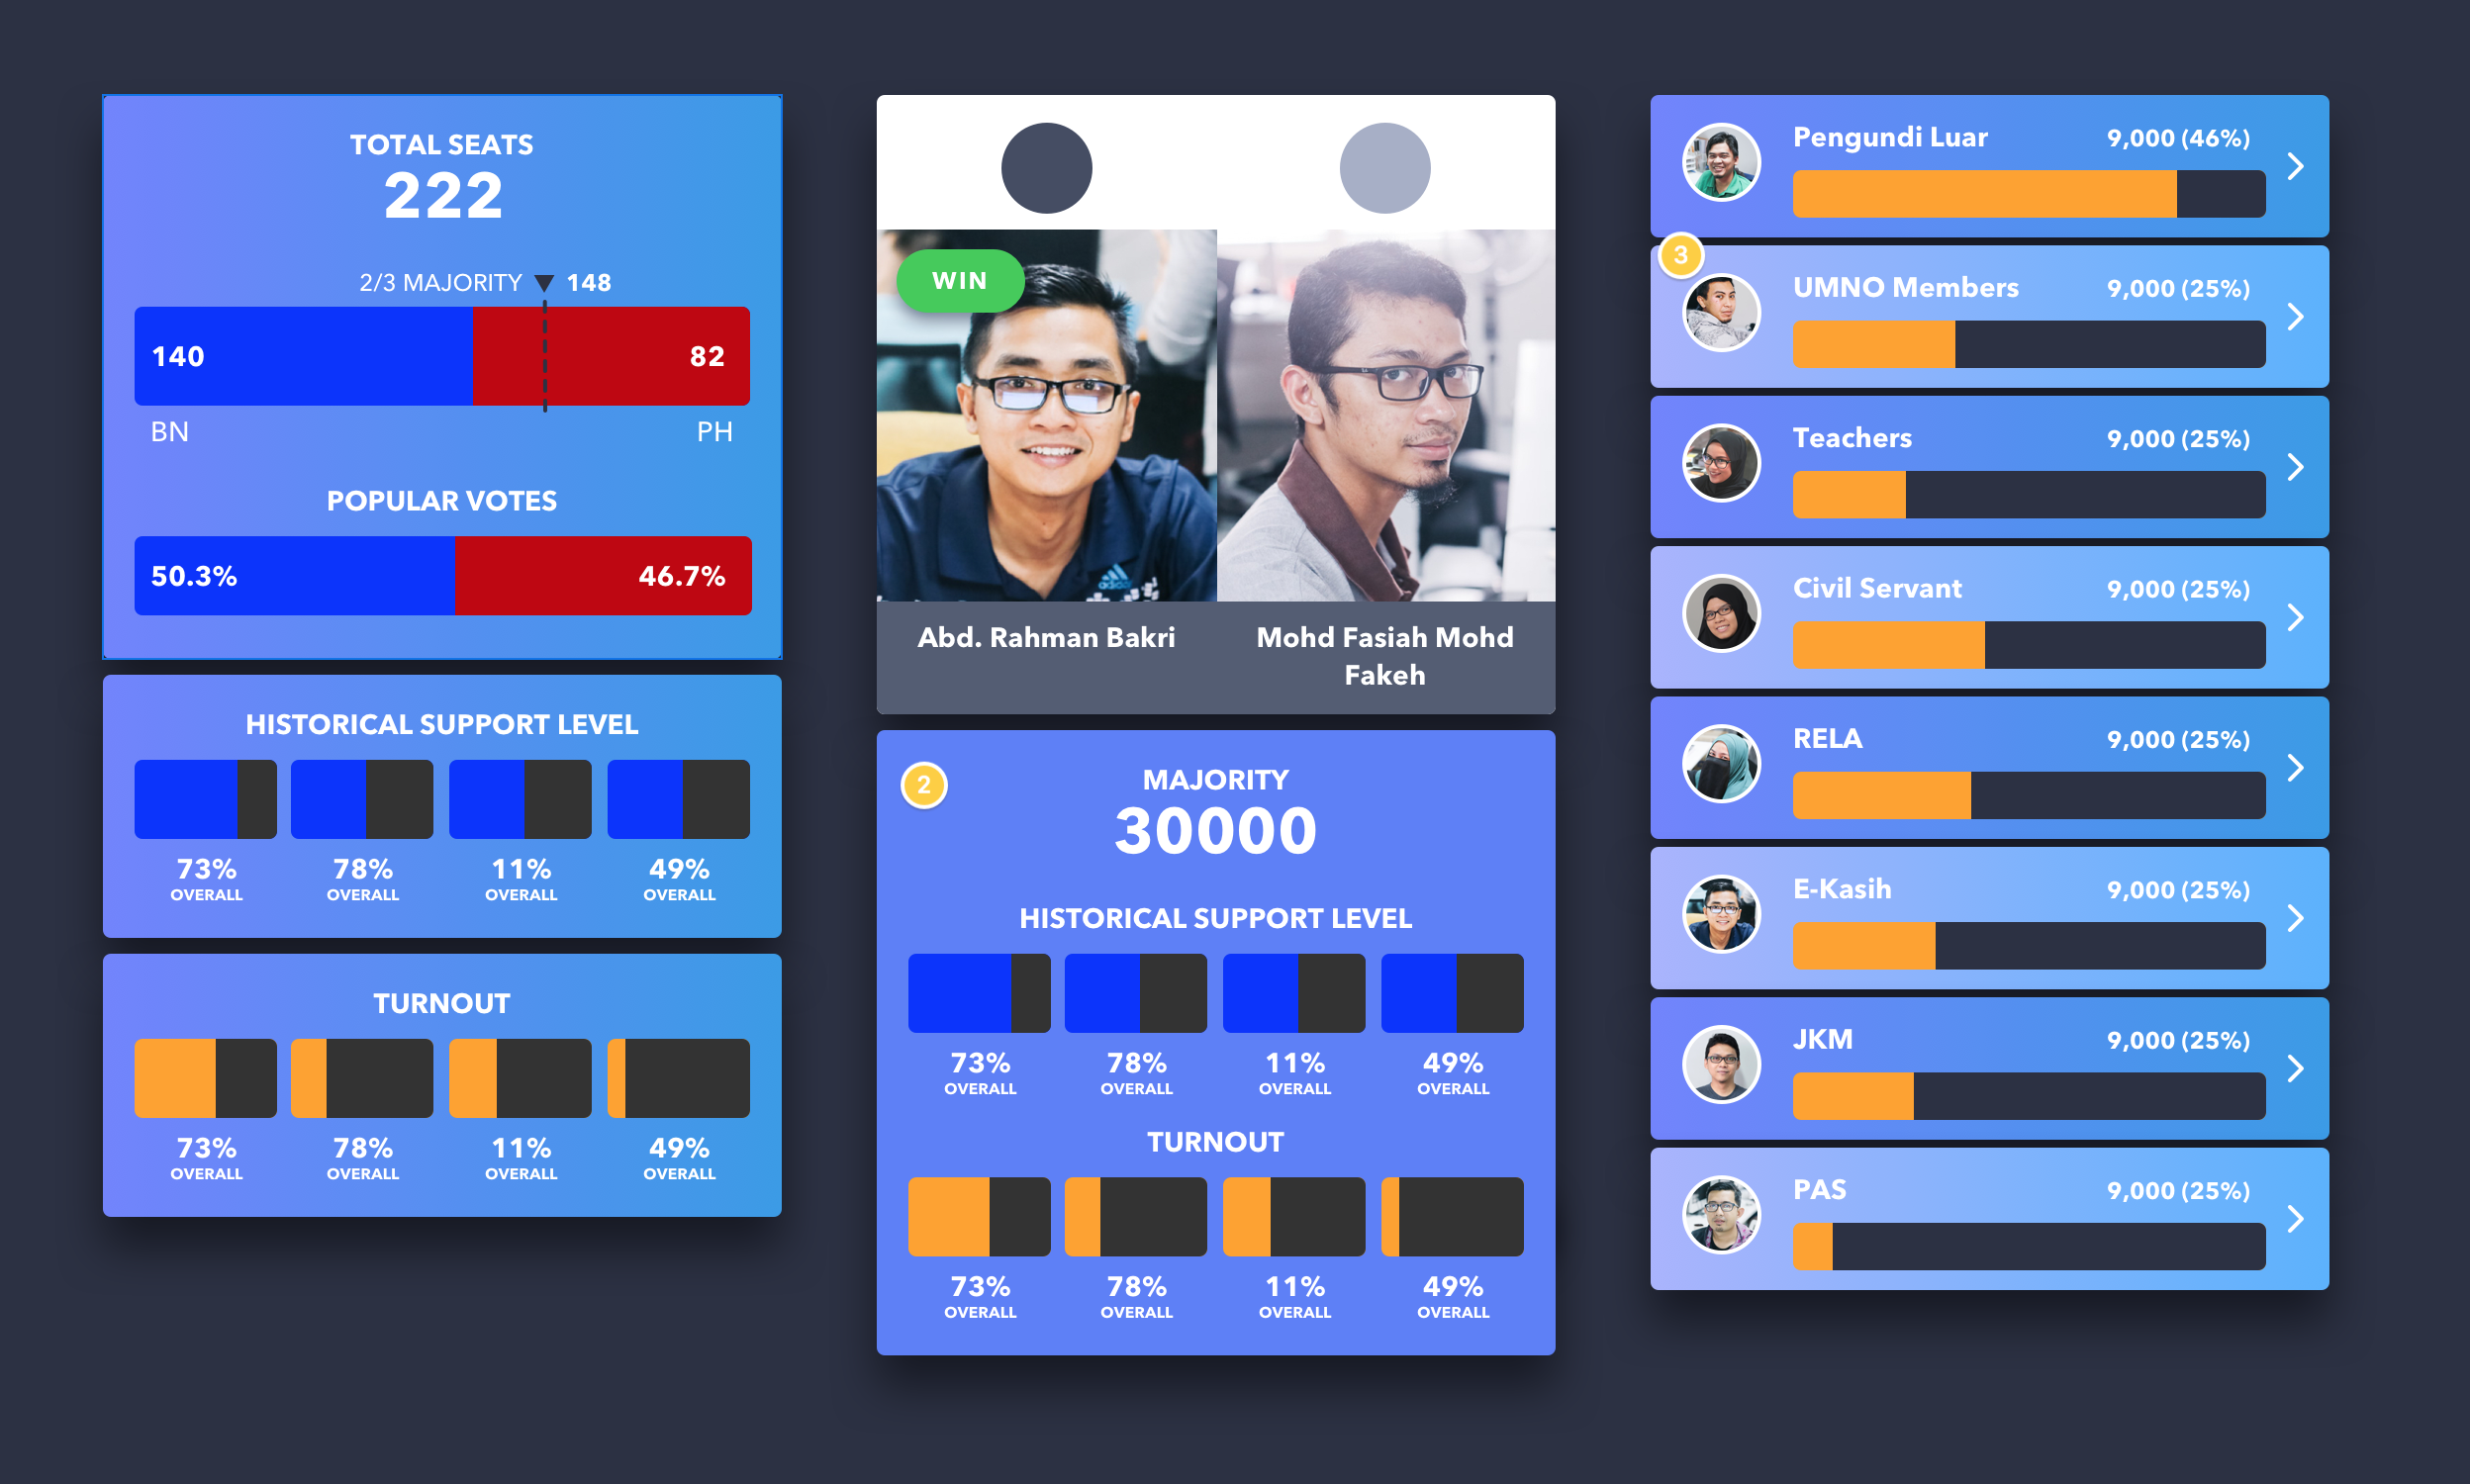 TOTAL SEATS
222
2/3 MAJORITY 148
140 82
BN PH
POPULAR VOTES
50.3% 46.7%
HISTORICAL SUPPORT LEVEL
73% 78% 11% 49%
OVERALL OVERALL OVERALL OVERALL
TURNOUT
73% 78% 11% 49%
OVERALL OVERALL OVERALL OVERALL
WIN
adidas
Abd. Rahman Bakri
Mohd Fasiah Mohd
Fakeh
2
MAJORITY
30000
HISTORICAL SUPPORT LEVEL
73% 78% 11% 49%
OVERALL OVERALL OVERALL OVERALL
TURNOUT
73% 78% 11% 49%
OVERALL OVERALL OVERALL OVERALL
Pengundi Luar 9,000 (46%)
3
UMNO Members 9,000 (25%)
Teachers 9,000 (25%)
Civil Servant 9,000 (25%)
RELA 9,000 (25%)
E-Kasih 9,000 (25%)
JKM 9,000 (25%)
PAS 9,000 (25%)